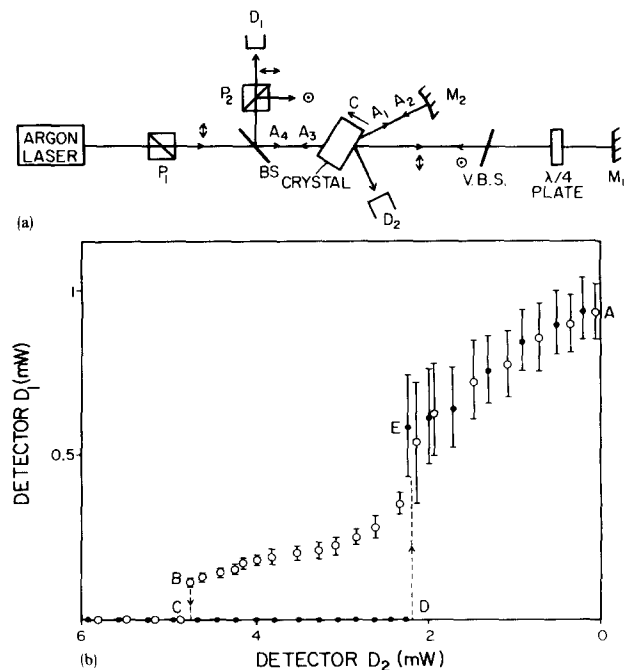 D₁
P₂
↔
⊙
ARGON LASER
P₁
↕
BS
A₄
A₃
CRYSTAL
C
A₁
A₂
M₂
D₂
↕
⊙
V.B.S.
λ/4 PLATE
M₁
(a)
DETECTOR D₁(mW)
1
0.5
A
E
B
C
D
6
4
2
0
(b)
DETECTOR D₂ (mW)